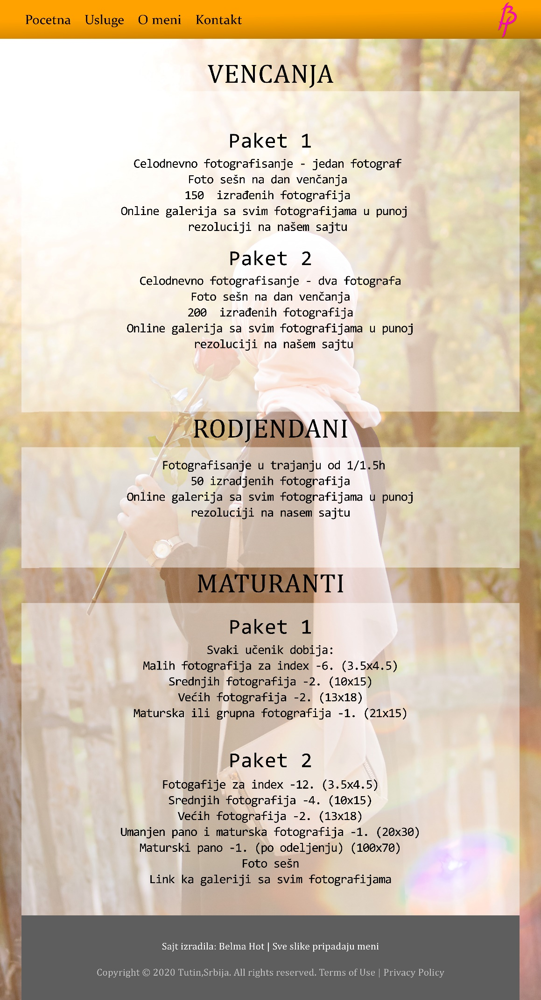 Pocetna Usluge O meni Kontakt
VENCANJA
Paket 1
Celodnevno fotografisanje - jedan fotograf
Foto sešn na dan venčanja
150 izrađenih fotografija
Online galerija sa svim fotografijama u punoj
rezoluciji na našem sajtu
Paket 2
Celodnevno fotografisanje - dva fotografa
Foto sešn na dan venčanja
200 izrađenih fotografija
Online galerija sa svim fotografijama u punoj
rezoluciji na našem sajtu
RODJENDANI
Fotografisanje u trajanju od 1/1.5h
50 izradjenih fotografija
Online galerija sa svim fotografijama u punoj
rezoluciji na nasem sajtu
MATURANTI
Paket 1
Svaki učenik dobija:
Malih fotografija za index -6. (3.5x4.5)
Srednjih fotografija -2. (10x15)
Većih fotografija -2. (13x18)
Maturska ili grupna fotografija -1. (21x15)
Paket 2
Fotogafije za index -12. (3.5x4.5)
Srednjih fotografija -4. (10x15)
Većih fotografija -2. (13x18)
Umanjen pano i maturska fotografija -1. (20x30)
Maturski pano -1. (po odeljenju) (100x70)
Foto sešn
Link ka galeriji sa svim fotografijama
Sajt izradila: Belma Hot | Sve slike pripadaju meni
Copyright © 2020 Tutin,Srbija. All rights reserved. Terms of Use | Privacy Policy